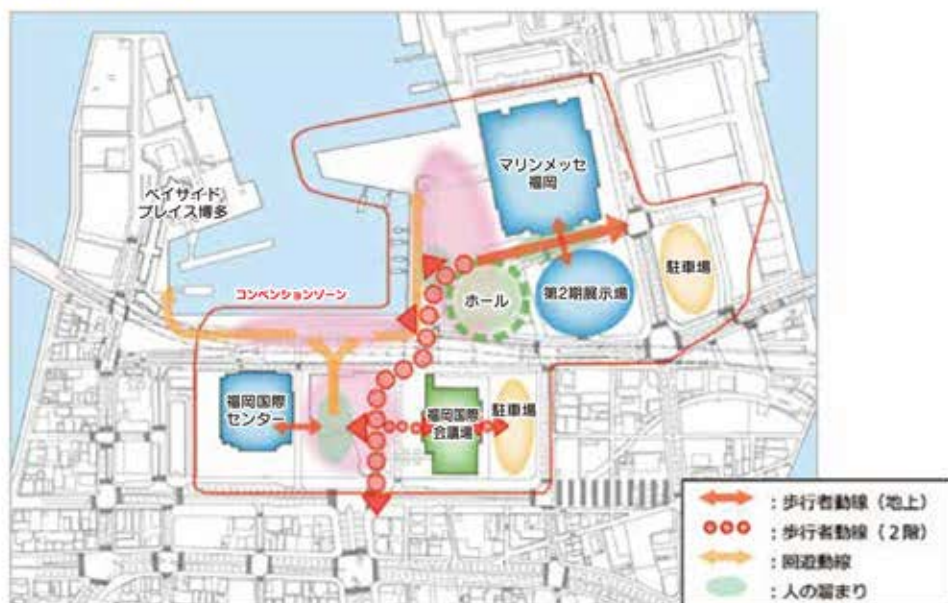 マリンメッセ
福岡
ベイサイド
プレイス博多
コンベンションゾーン
ホール
第2期展示場
駐車場
福岡国際
センター
福岡国際
会議場
駐車場
：歩行者動線（地上）
：歩行者動線（２階）
：回遊動線
：人の溜まり